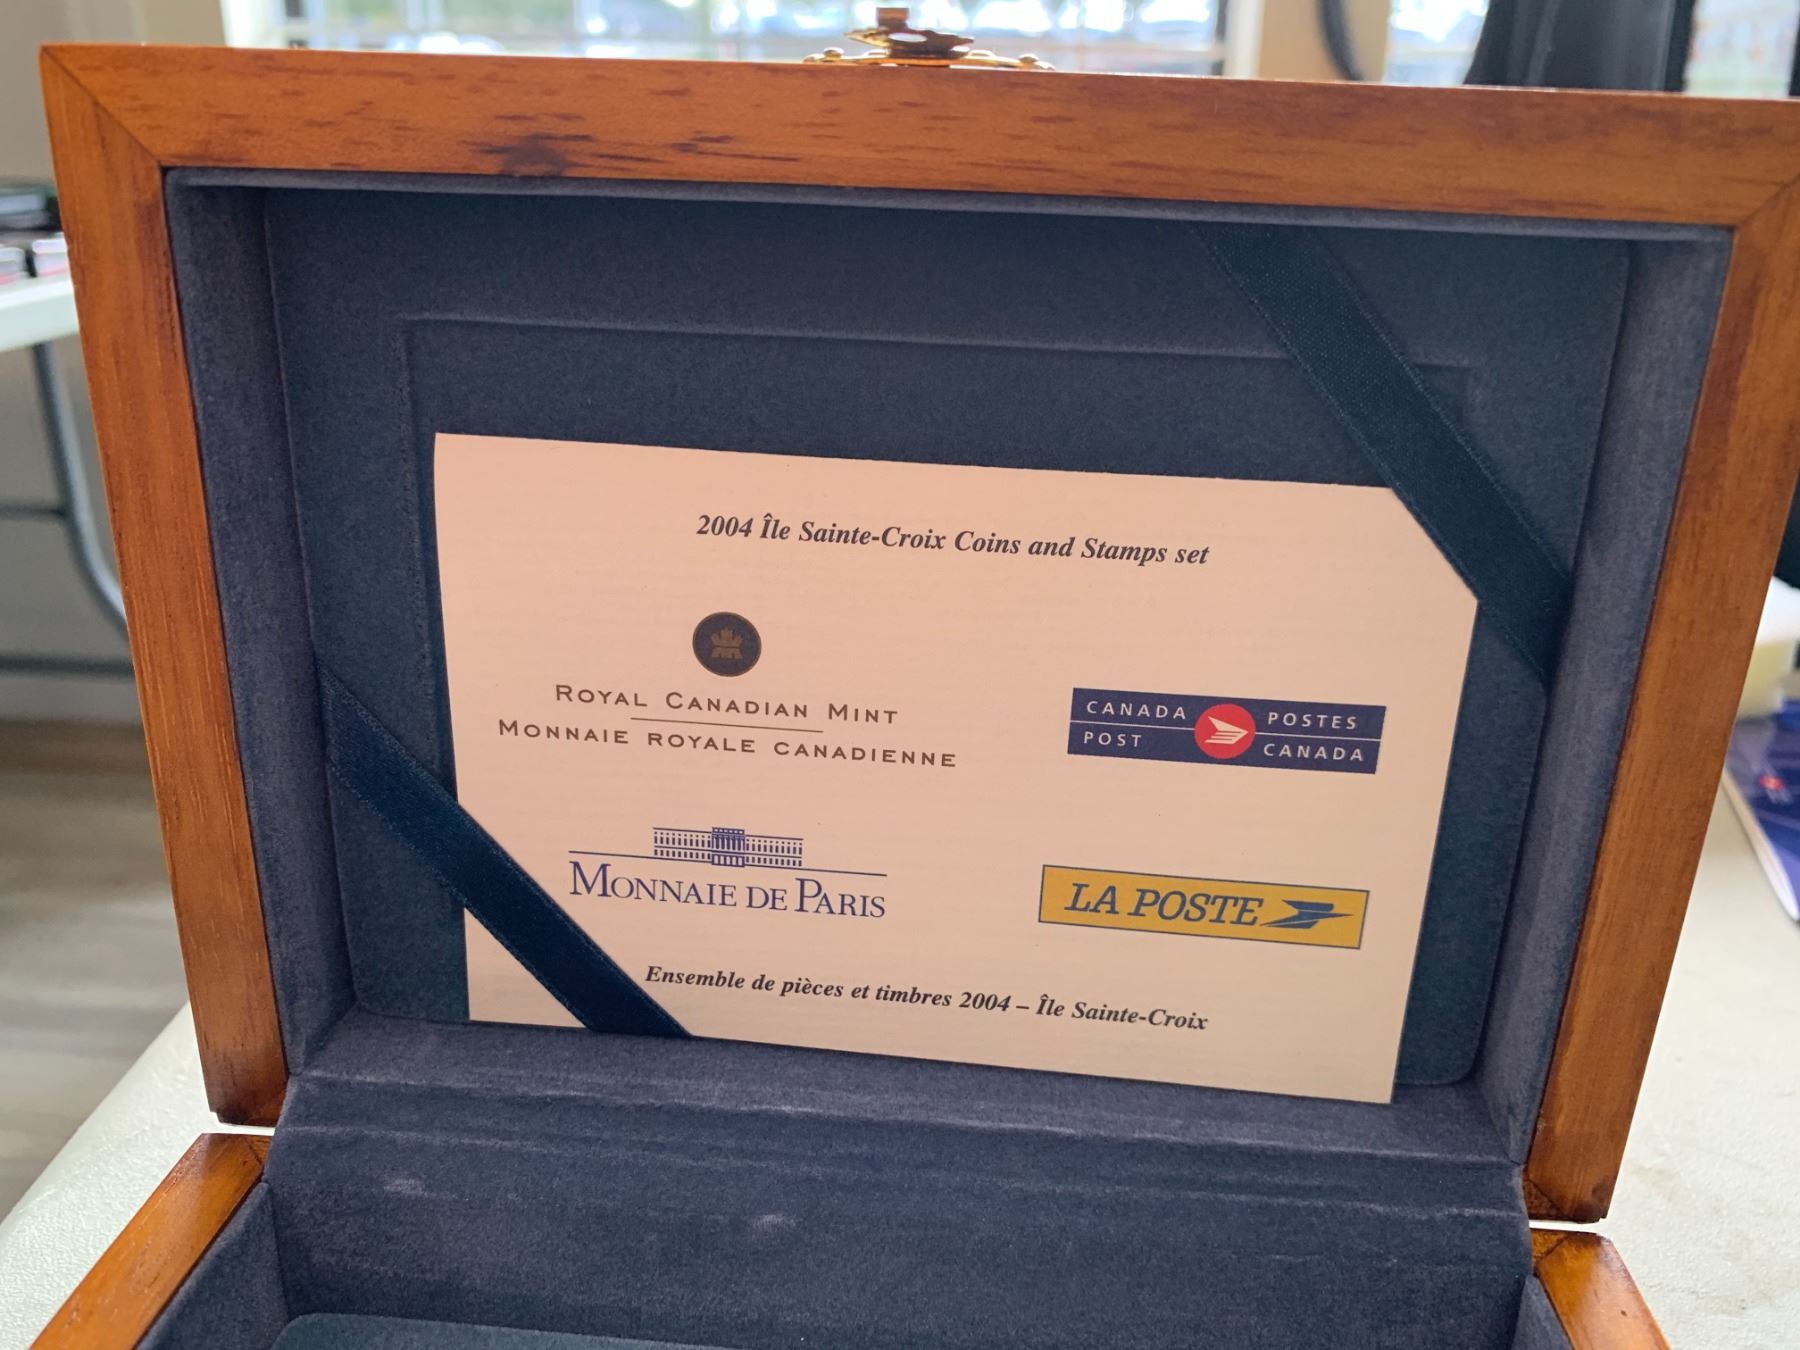 2004 Île Sainte-Croix Coins and Stamps set
ROYAL CANADIAN MINT
MONNAIE ROYALE CANADIENNE
CANADA POST
POSTES CANADA
MONNAIE DE PARIS
LA POSTE
Ensemble de pièces et timbres 2004 – Île Sainte-Croix